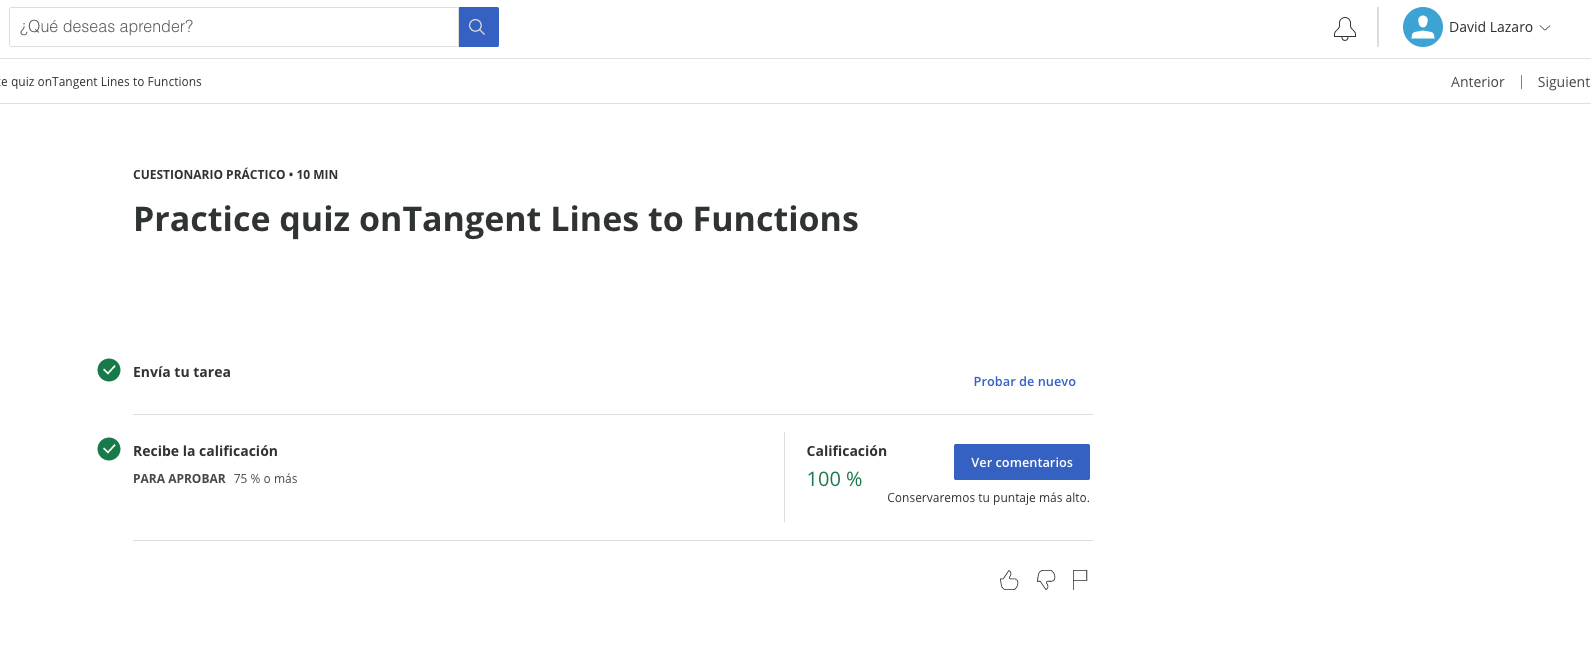 ¿Qué deseas aprender?
David Lazaro
e quiz onTangent Lines to Functions
Anterior
Siguient
CUESTIONARIO PRÁCTICO • 10 MIN
Practice quiz onTangent Lines to Functions
Envía tu tarea
Probar de nuevo
Recibe la calificación
PARA APROBAR 75 % o más
Calificación
100 %
Ver comentarios
Conservaremos tu puntaje más alto.